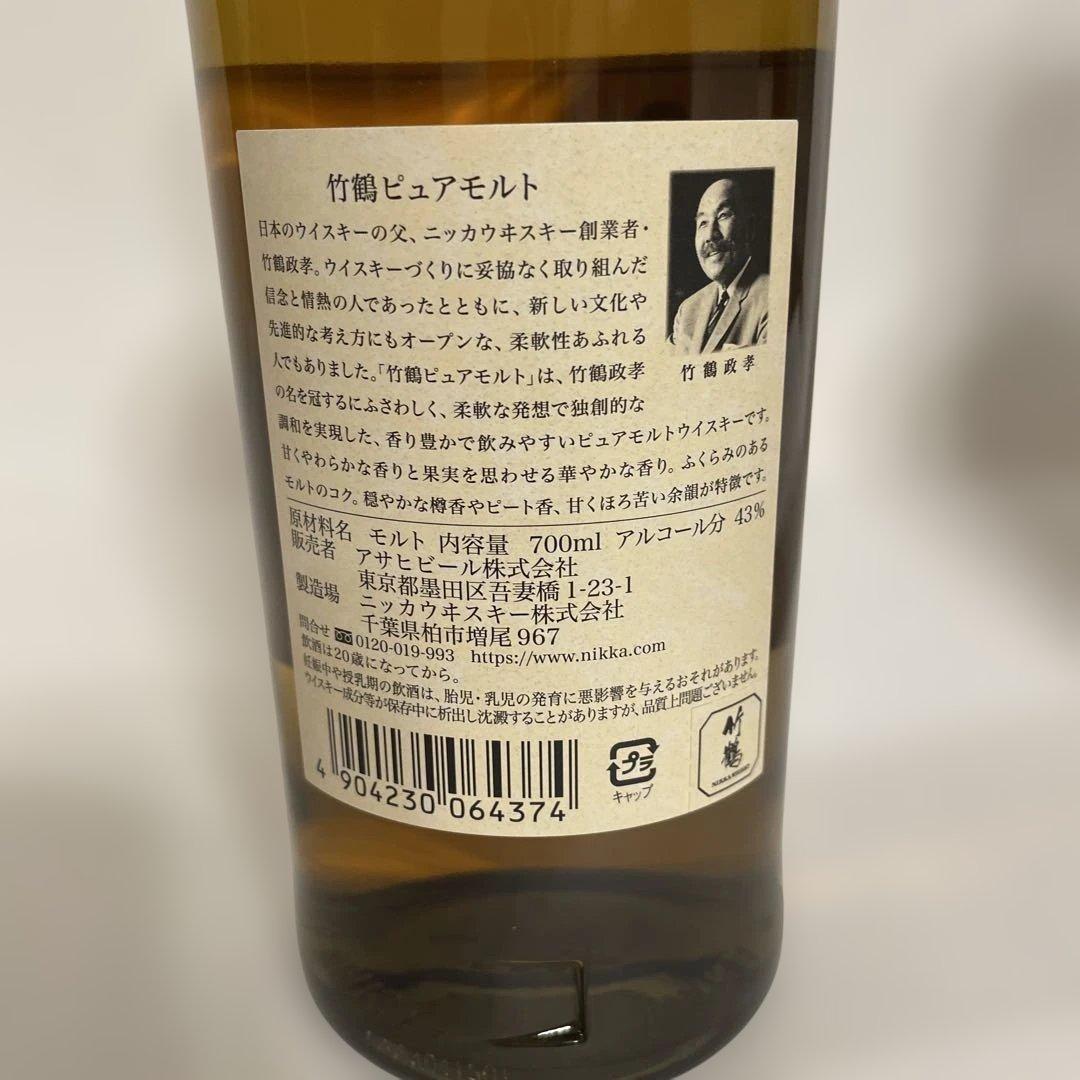 竹鶴ピュアモルト
日本のウイスキーの父、ニッカウヰスキー創業者・
竹鶴政孝。ウイスキーづくりに妥協なく取り組んだ
信念と情熱の人であったとともに、新しい文化や
先進的な考え方にもオープンな、柔軟性あふれる
人でもありました。「竹鶴ピュアモルト」は、竹鶴政孝
の名を冠するにふさわしく、柔軟な発想で独創的な
調和を実現した、香り豊かで飲みやすいピュアモルトウイスキーです。
甘くやわらかな香りと果実を思わせる華やかな香り。ふくらみのある
モルトのコク。穏やかな樽香やピート香、甘くほろ苦い余韻が特徴です。
竹鶴政孝
原材料名 モルト 内容量 700ml アルコール分 43%
販売者 アサヒビール株式会社
東京都墨田区吾妻橋1-23-1
製造場 ニッカウヰスキー株式会社
千葉県柏市増尾967
問合せ 0120-019-993 https://www.nikka.com
飲酒は20歳になってから。
妊娠中や授乳期の飲酒は、胎児・乳児の発育に悪影響を与えるおそれがあります。
ウイスキー成分等が保存中に析出し沈澱することがありますが、品質上問題ございません。
4 904230 064374
プラ
キャップ
竹鶴
NIKKA WHISKY